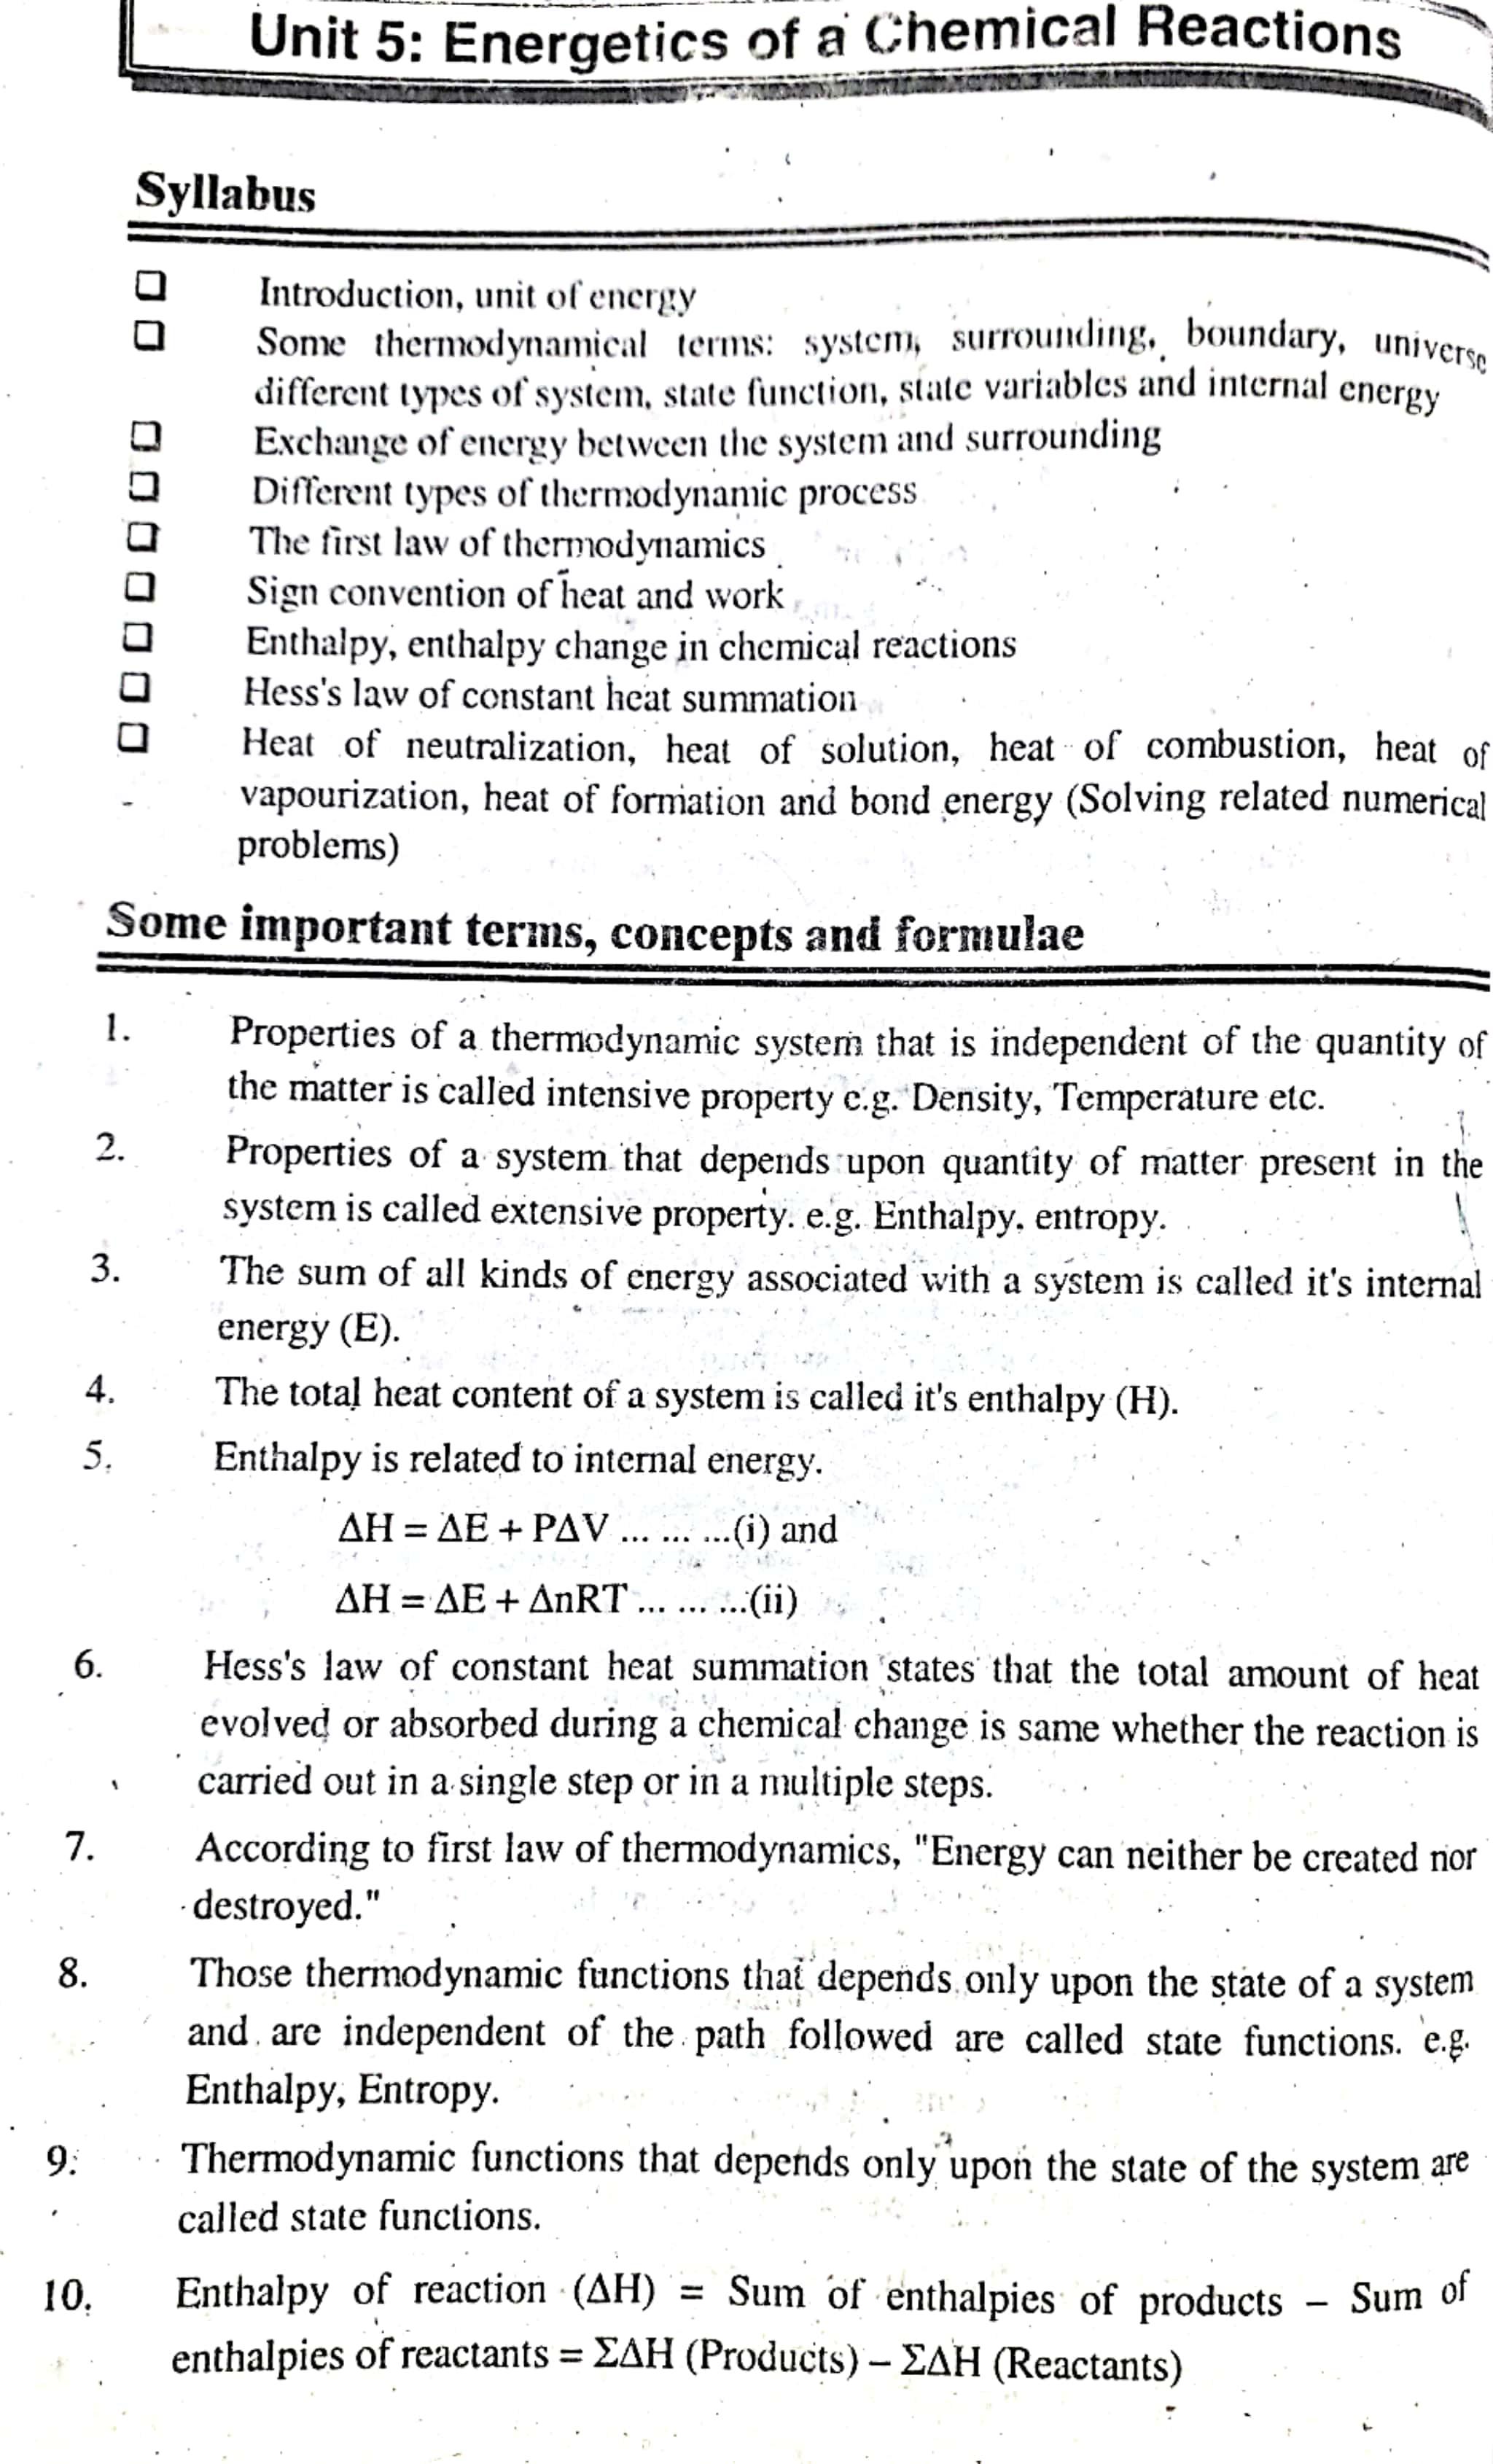 Unit 5: Energetics of a Chemical Reactions
Syllabus
❑ Introduction, unit of energy
❑ Some thermodynamical terms: system, surrounding, boundary, universe
different types of system, state function, state variables and internal energy
❑ Exchange of energy between the system and surrounding
❑ Different types of thermodynamic process
❑ The first law of thermodynamics
❑ Sign convention of heat and work
❑ Enthalpy, enthalpy change in chemical reactions
❑ Hess's law of constant heat summation
❑ Heat of neutralization, heat of solution, heat of combustion, heat of
vapourization, heat of formation and bond energy (Solving related numerical
problems)
Some important terms, concepts and formulae
1. Properties of a thermodynamic system that is independent of the quantity of
the matter is called intensive property e.g. Density, Temperature etc.
2. Properties of a system that depends upon quantity of matter present in the
system is called extensive property. e.g. Enthalpy. entropy.
3. The sum of all kinds of energy associated with a system is called it's internal
energy (E).
4. The total heat content of a system is called it's enthalpy (H).
5. Enthalpy is related to internal energy.
ΔH = ΔE + PΔV ... ... ...(i) and
ΔH = ΔE + ΔnRT ... ... ...(ii)
6. Hess's law of constant heat summation states that the total amount of heat
evolved or absorbed during a chemical change is same whether the reaction is
carried out in a single step or in a multiple steps.
7. According to first law of thermodynamics, "Energy can neither be created nor
destroyed."
8. Those thermodynamic functions that depends only upon the state of a system
and are independent of the path followed are called state functions. e.g.
Enthalpy, Entropy.
9. Thermodynamic functions that depends only upon the state of the system are
called state functions.
10. Enthalpy of reaction (ΔH) = Sum of enthalpies of products – Sum of
enthalpies of reactants = ΣΔH (Products) – ΣΔH (Reactants)